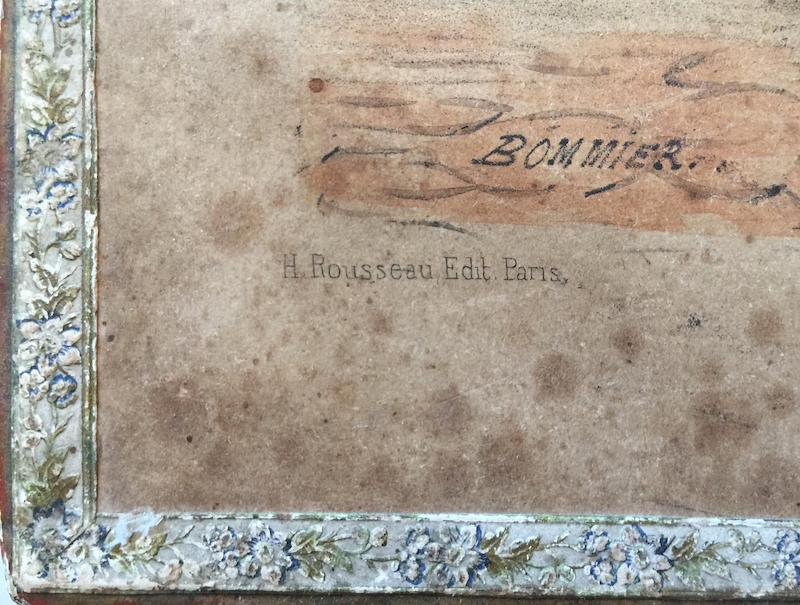 BOMMIER.
H. Rousseau Edit. Paris.